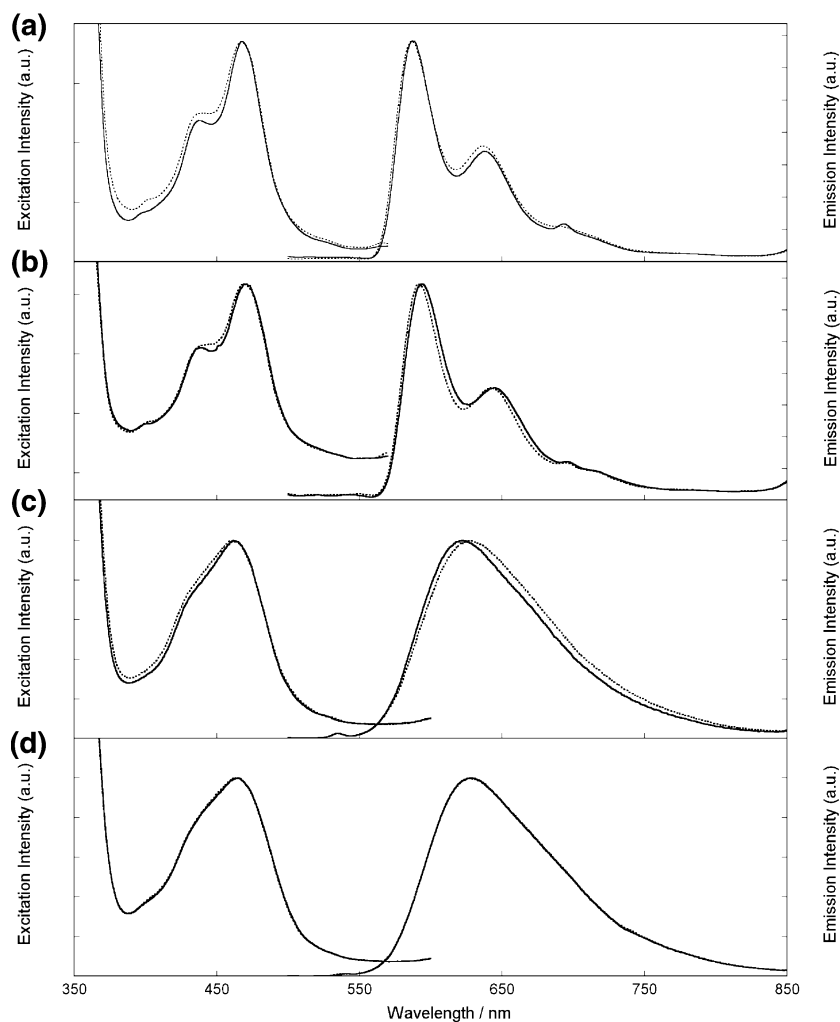 (a)
Excitation Intensity (a.u.)
Emission Intensity (a.u.)
(b)
Excitation Intensity (a.u.)
Emission Intensity (a.u.)
(c)
Excitation Intensity (a.u.)
Emission Intensity (a.u.)
(d)
Excitation Intensity (a.u.)
Emission Intensity (a.u.)
350 450 550 650 750 850
Wavelength / nm